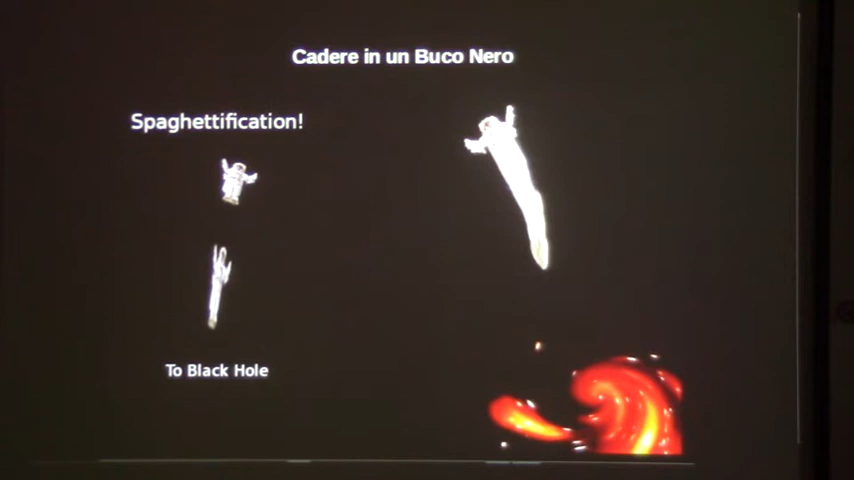 Cadere in un Buco Nero
Spaghettification!
To Black Hole